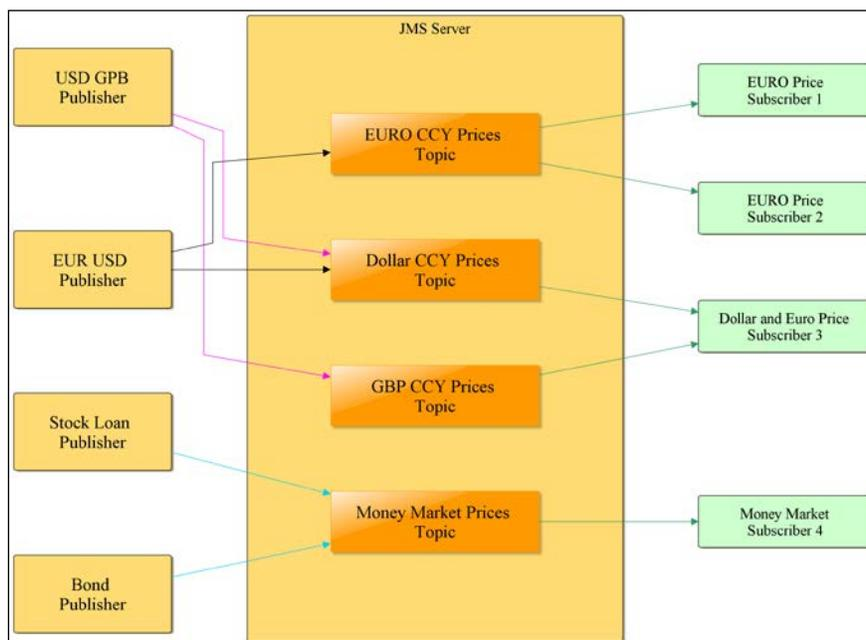 JMS Server
USD GPB
Publisher
EUR USD
Publisher
Stock Loan
Publisher
Bond
Publisher
EURO CCY Prices
Topic
Dollar CCY Prices
Topic
GBP CCY Prices
Topic
Money Market Prices
Topic
EURO Price
Subscriber 1
EURO Price
Subscriber 2
Dollar and Euro Price
Subscriber 3
Money Market
Subscriber 4